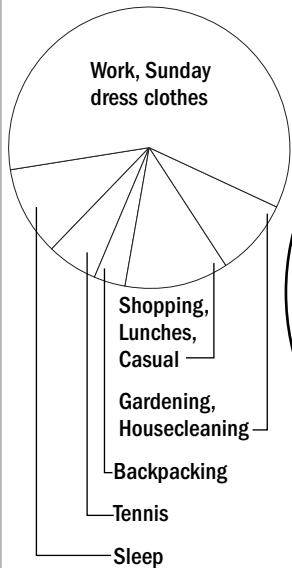 Work, Sunday
dress clothes
Shopping,
Lunches,
Casual
Gardening,
Housecleaning
Backpacking
Tennis
Sleep